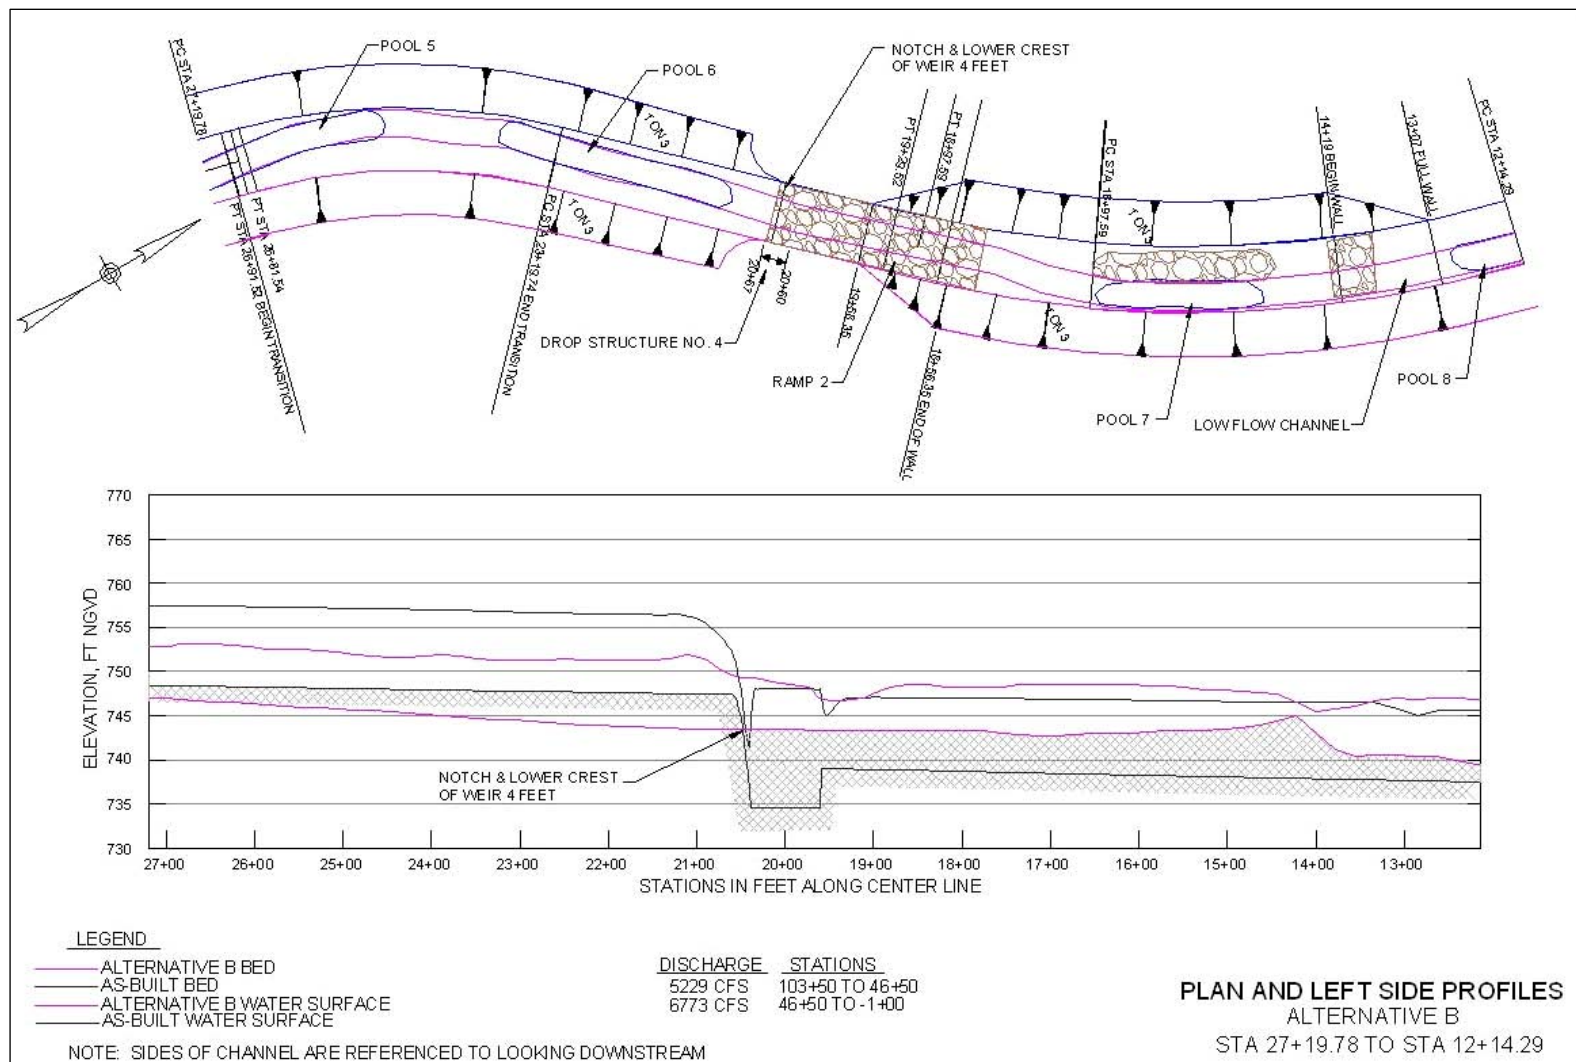 PC STA 27+19.78
POOL 5
POOL 6
NOTCH & LOWER CREST
OF WEIR 4 FEET
1 ON 3
PT 19+29.52
PT 18+97.59
PC STA 18+97.59
1 ON 3
14+19 BEGIN WALL
13+07 FULL WALL
PC STA 12+14.29
PT STA 26+81.54
PT STA 26+91.52 BEGIN TRANSITION
1 ON 3
PC STA 23+19.74 END TRANSITION
20+67
20+60
DROP STRUCTURE NO. 4
19+56.35
RAMP 2
18+56.35 END OF WALL
1 ON 3
POOL 7
LOW FLOW CHANNEL
POOL 8
770
765
760
755
750
745
740
735
730
ELEVATION, FT NGVD
NOTCH & LOWER CREST
OF WEIR 4 FEET
27+00 26+00 25+00 24+00 23+00 22+00 21+00 20+00 19+00 18+00 17+00 16+00 15+00 14+00 13+00
STATIONS IN FEET ALONG CENTER LINE
LEGEND
ALTERNATIVE B BED
AS-BUILT BED
ALTERNATIVE B WATER SURFACE
AS-BUILT WATER SURFACE
DISCHARGE STATIONS
5229 CFS 103+50 TO 46+50
6773 CFS 46+50 TO -1+00
PLAN AND LEFT SIDE PROFILES
ALTERNATIVE B
STA 27+19.78 TO STA 12+14.29
NOTE: SIDES OF CHANNEL ARE REFERENCED TO LOOKING DOWNSTREAM